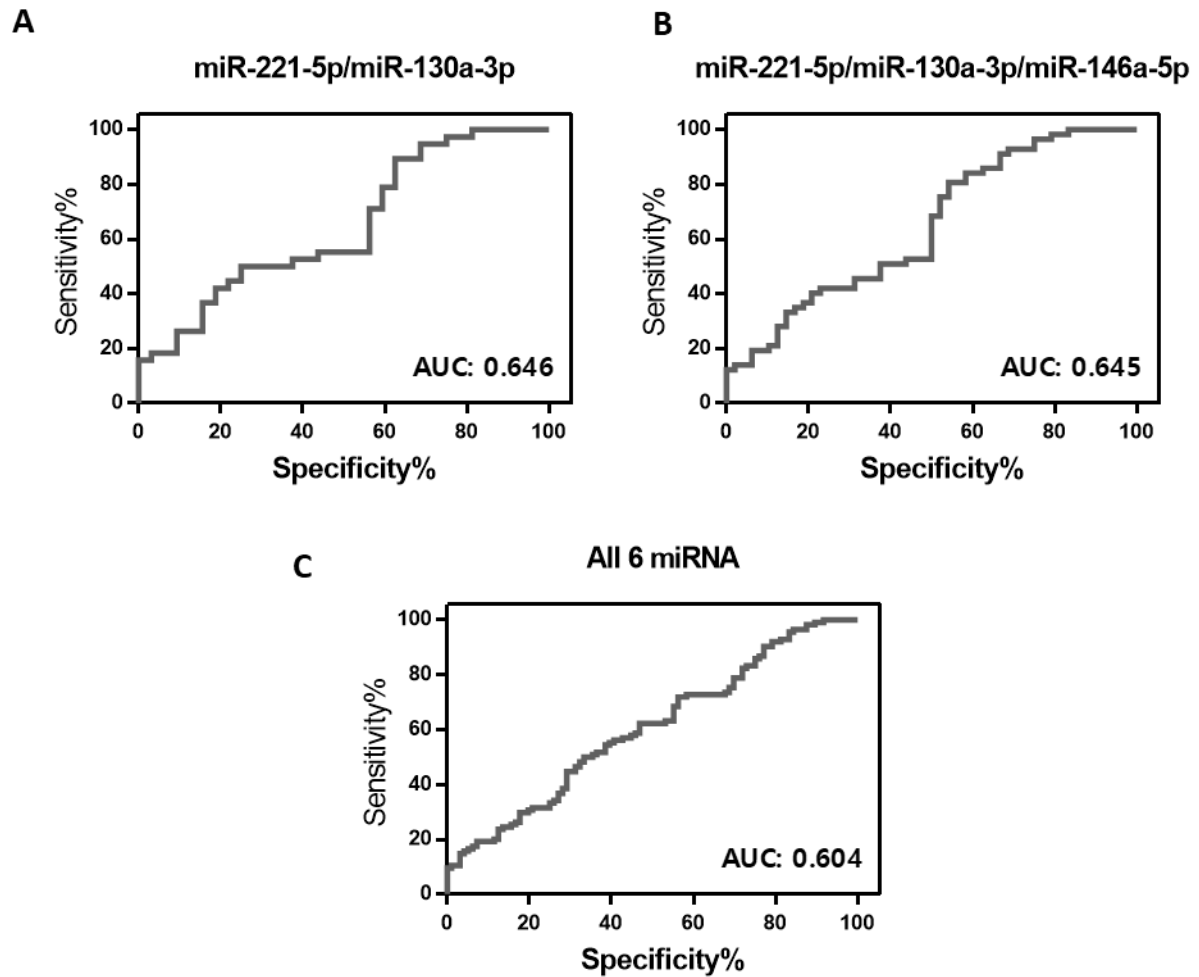 A
miR-221-5p/miR-130a-3p
100
80
60
40
20
0
Sensitivity%
AUC: 0.646
0 20 40 60 80 100
Specificity%
B
miR-221-5p/miR-130a-3p/miR-146a-5p
100
80
60
40
20
0
Sensitivity%
AUC: 0.645
0 20 40 60 80 100
Specificity%
C
All 6 miRNA
100
80
60
40
20
0
Sensitivity%
AUC: 0.604
0 20 40 60 80 100
Specificity%